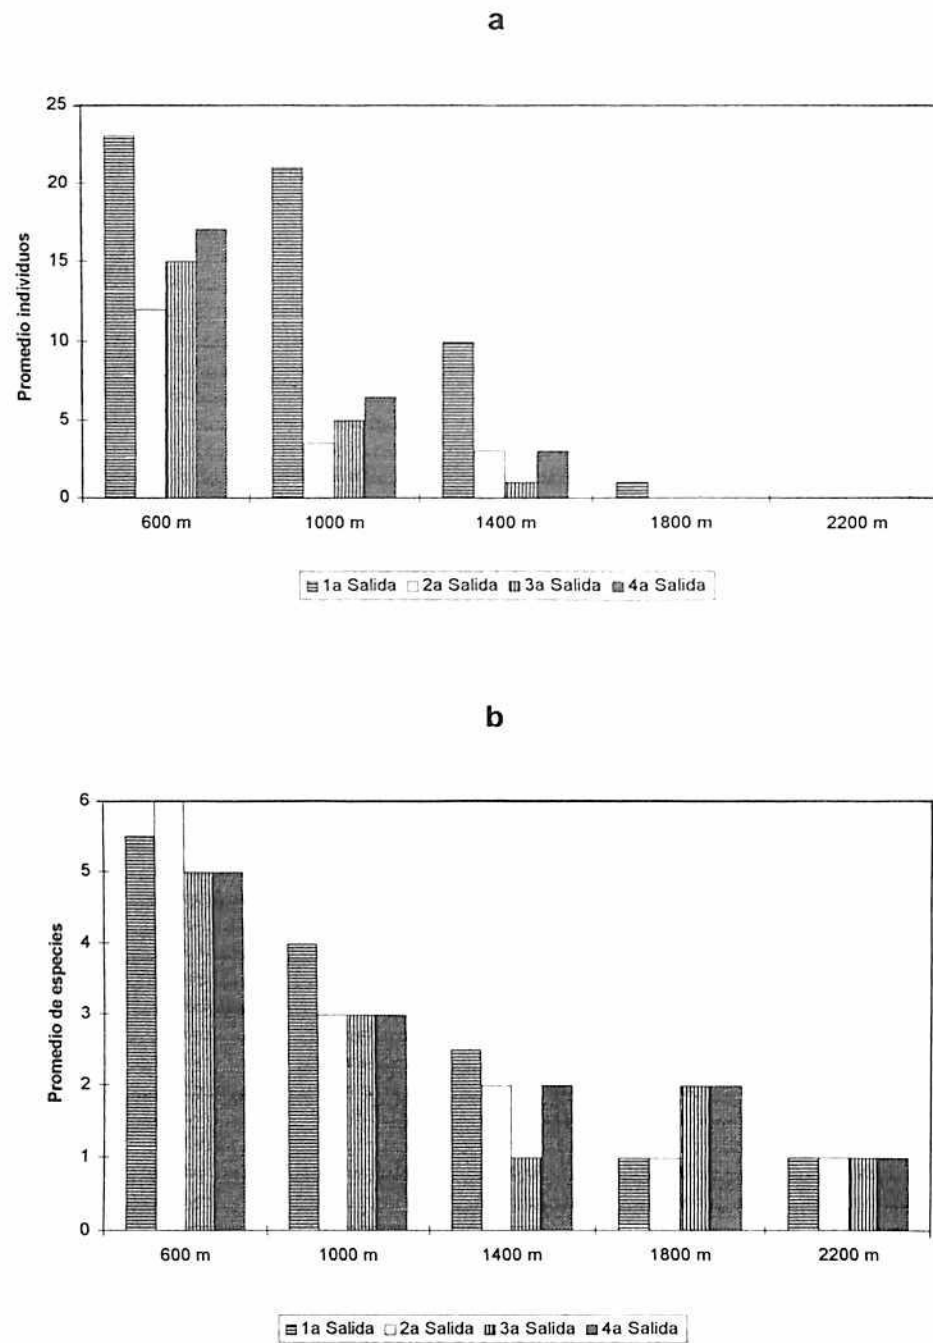 a
25
20
15
10
5
0
Promedio individuos
600 m 1000 m 1400 m 1800 m 2200 m
1a Salida 2a Salida 3a Salida 4a Salida
b
6
5
4
3
2
1
0
Promedio de especies
600 m 1000 m 1400 m 1800 m 2200 m
1a Salida 2a Salida 3a Salida 4a Salida